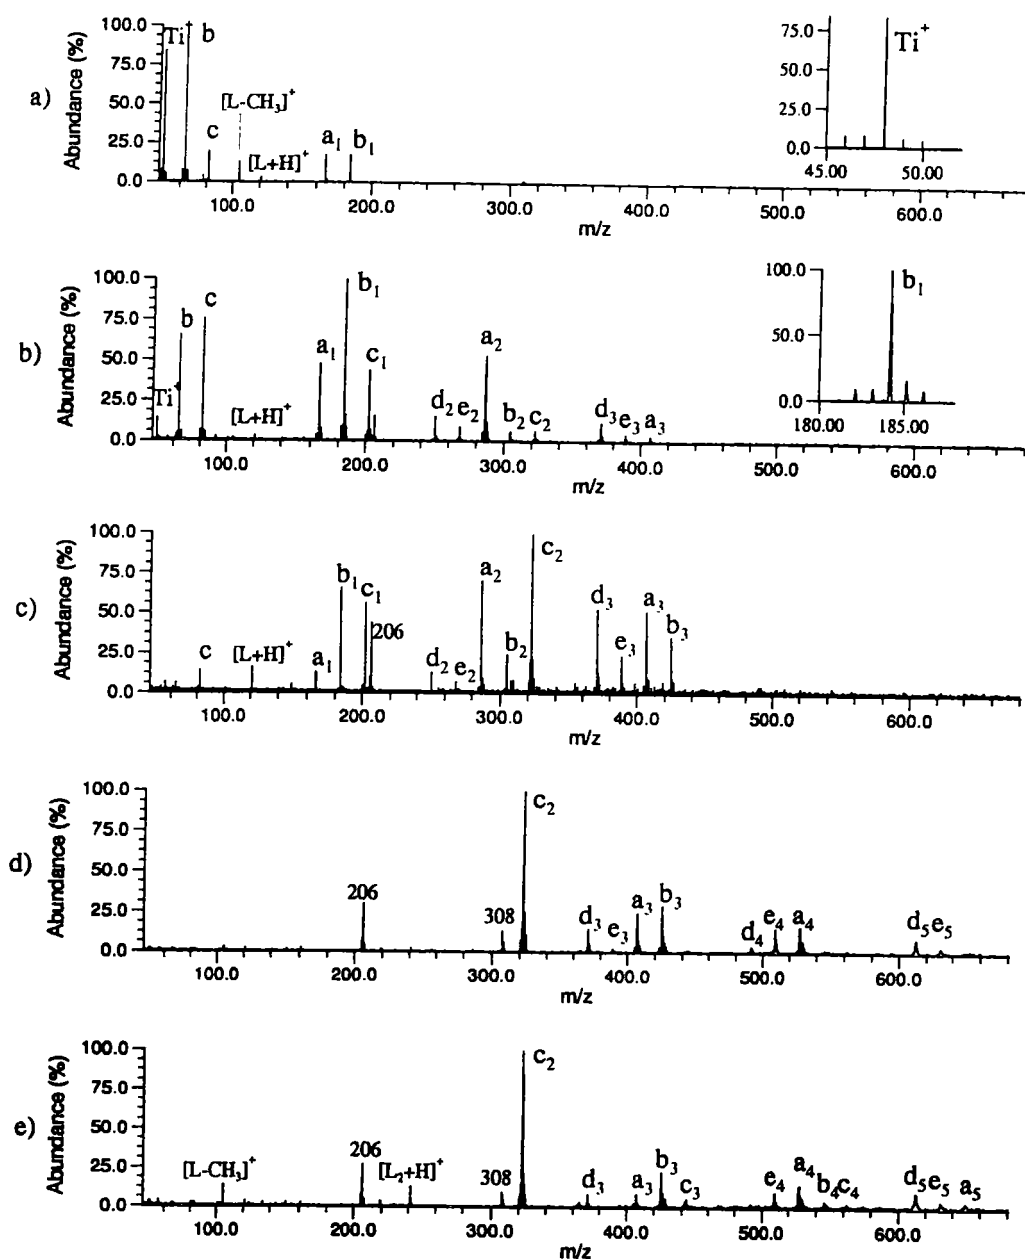 a)
Abundance (%)
100.0
75.0
50.0
25.0
0.0
Ti⁺ b
c
[L-CH₃]⁺
[L+H]⁺
a₁ b₁
100.0 200.0 300.0 400.0 500.0 600.0
m/z
75.0
50.0
25.0
0.0
Ti⁺
45.00 50.00
b)
Abundance (%)
100.0
75.0
50.0
25.0
0.0
Ti⁺
b
c
[L+H]⁺
a₁
b₁
c₁
d₂ e₂
a₂
b₂ c₂
d₃ e₃ a₃
100.0 200.0 300.0 400.0 500.0 600.0
m/z
100.0
50.0
0.0
b₁
180.00 185.00
c)
Abundance (%)
100.0
75.0
50.0
25.0
0.0
c
[L+H]⁺
a₁
b₁
c₁
206
d₂
e₂
a₂
b₂
c₂
d₃
e₃
a₃
b₃
100.0 200.0 300.0 400.0 500.0 600.0
m/z
d)
Abundance (%)
100.0
75.0
50.0
25.0
0.0
206
308
c₂
d₃
e₃
a₃
b₃
d₄
e₄
a₄
d₅ e₅
100.0 200.0 300.0 400.0 500.0 600.0
m/z
e)
Abundance (%)
100.0
75.0
50.0
25.0
0.0
[L-CH₃]⁺
206
[L₂+H]⁺
308
c₂
d₃
a₃
b₃
c₃
e₄
a₄
b₄ c₄
d₅ e₅
a₅
100.0 200.0 300.0 400.0 500.0 600.0
m/z